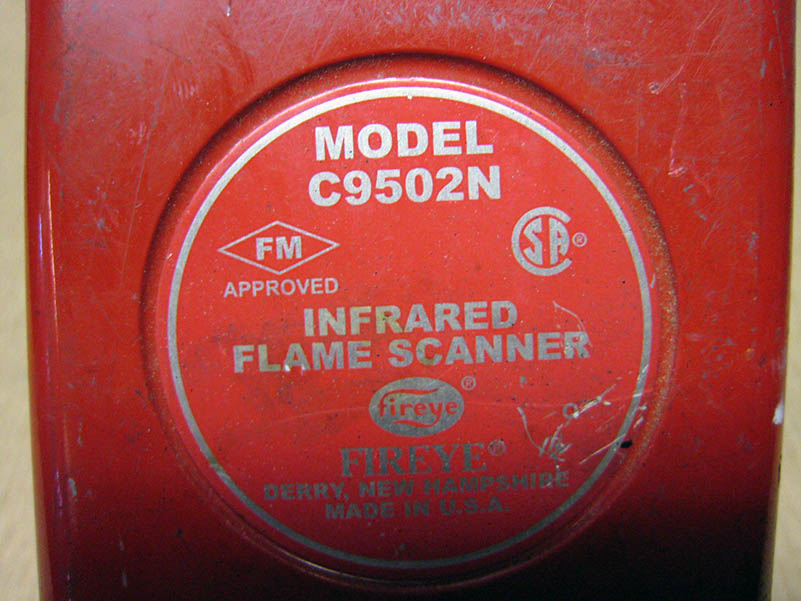 MODEL
C9502N
FM
APPROVED
SA®
INFRARED
FLAME SCANNER
fireye®
FIREYE®
DERRY, NEW HAMPSHIRE
MADE IN U.S.A.